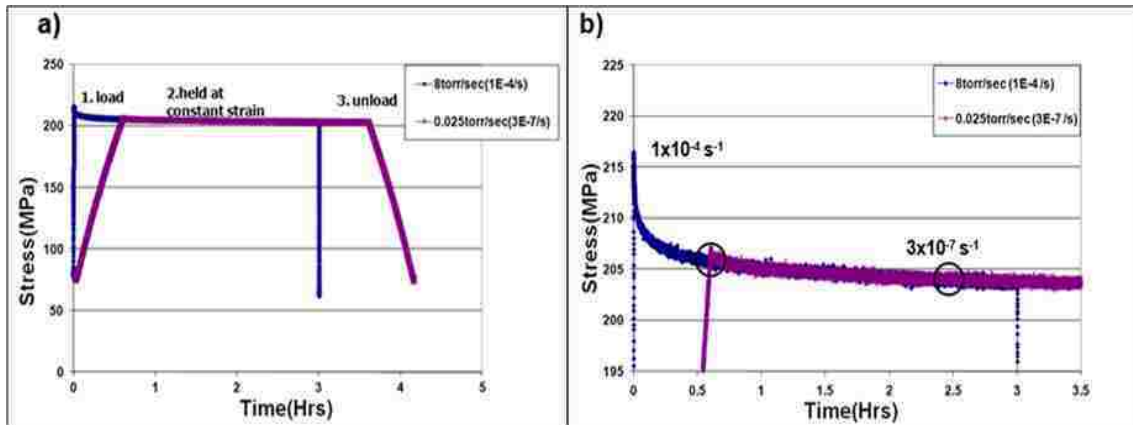 a)
250
200
150
100
50
0
Stress(MPa)
1. load
2.held at
constant strain
3. unload
8torr/sec(1E-4/s)
0.025torr/sec(3E-7/s)
0
1
2
3
4
5
Time(Hrs)
b)
225
220
215
210
205
202
195
Stress(MPa)
1x10⁻⁴ s⁻¹
3x10⁻⁷ s⁻¹
8torr/sec (1E-4/s)
0.025torr/sec (3E-7/s)
0
0.5
1
1.5
2
2.5
3
3.5
Time(Hrs)